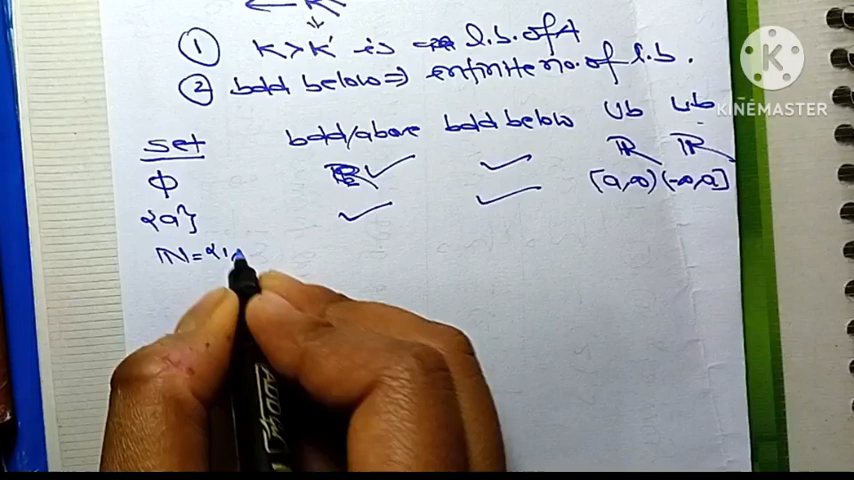 ← K
⇓
① K > K' is l.b. of A
② bdd below ⇒ infinite no. of l.b.
set bdd/above bdd below Ub Lb
φ ✓ ✓ ℝ ℝ
{a} ✓ ✓ [a,∞) (-∞,a]
ℕ={1,
KINEMASTER